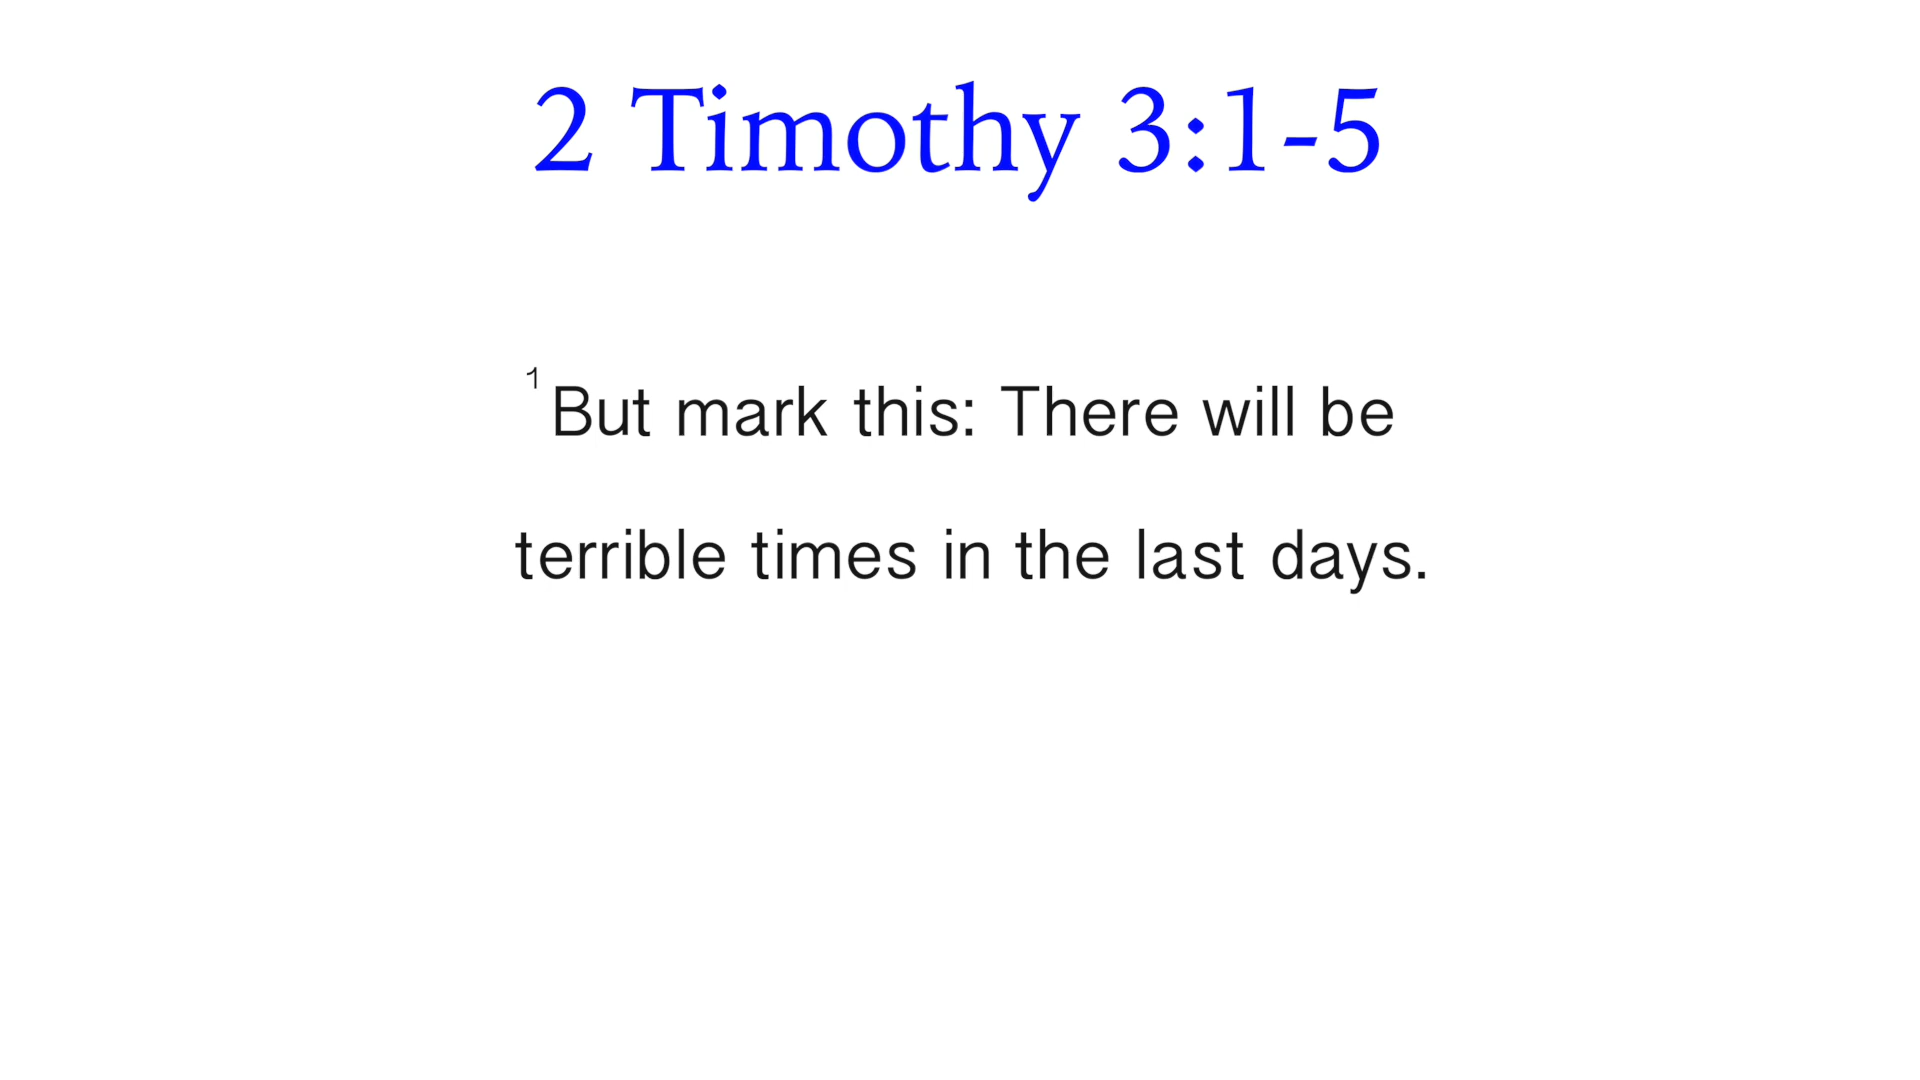 2 Timothy 3:1-5
1 But mark this: There will be
terrible times in the last days.